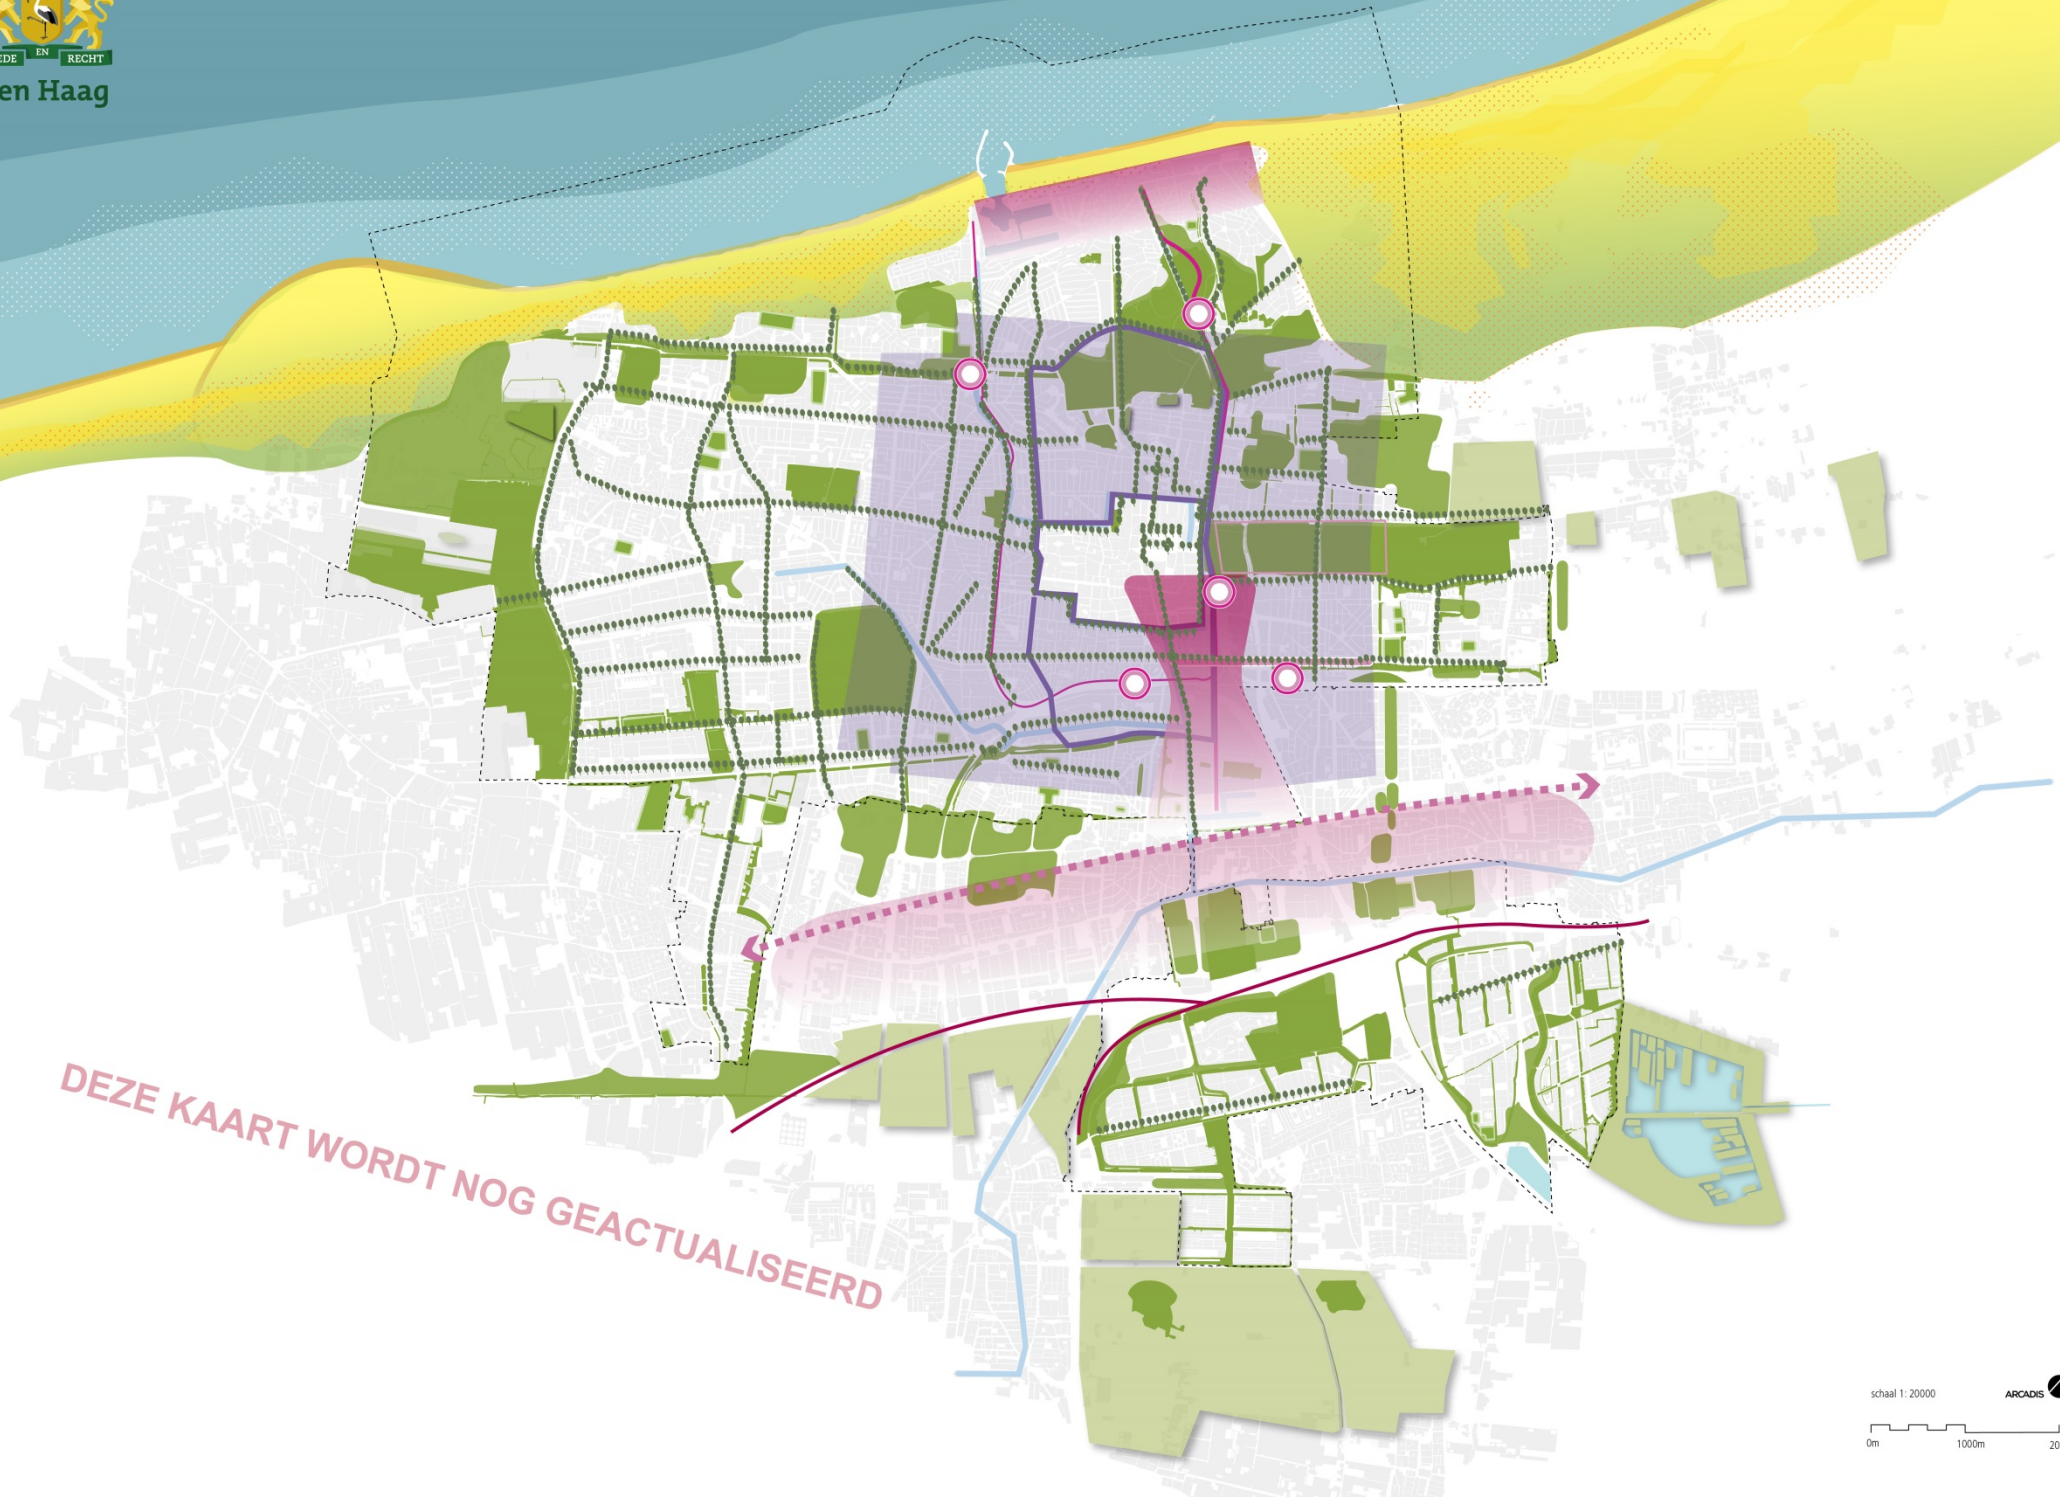 EN
RECHT
en Haag
DEZE KAART WORDT NOG GEACTUALISEERD
schaal 1: 20000
ARCADIS
0m
1000m